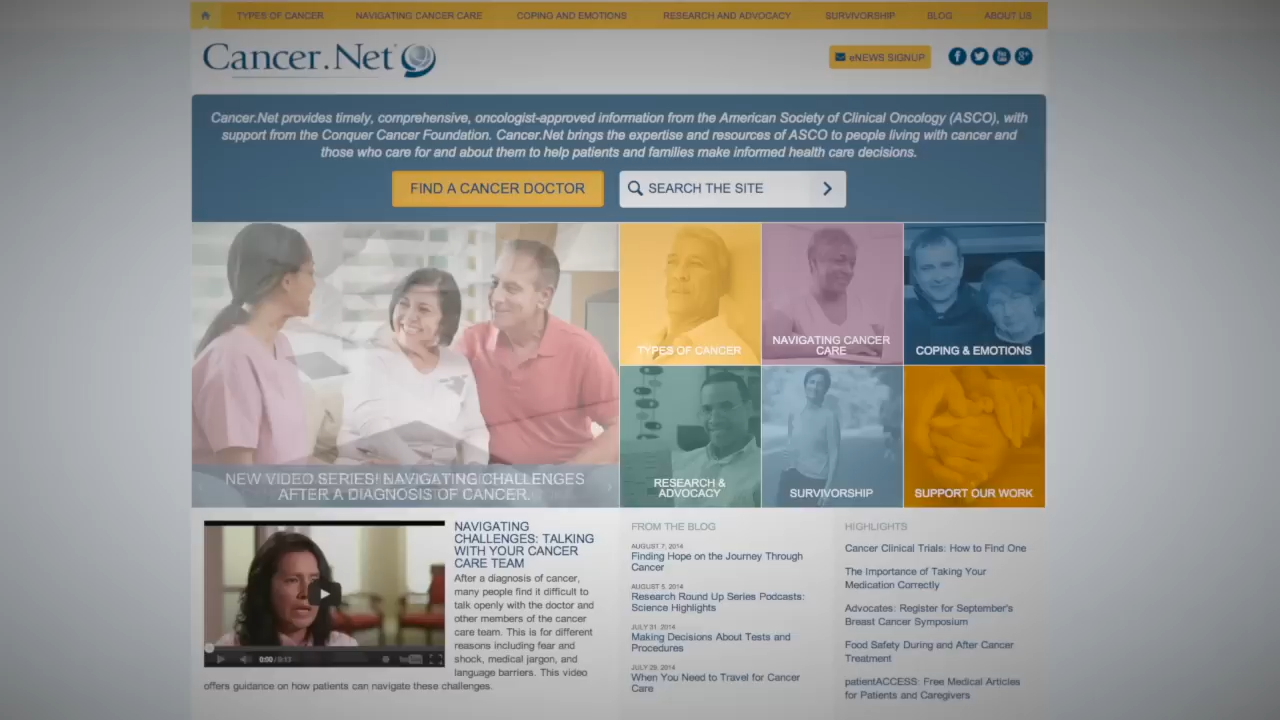 TYPES OF CANCER NAVIGATING CANCER CARE COPING AND EMOTIONS RESEARCH AND ADVOCACY SURVIVORSHIP BLOG ABOUT US
Cancer.Net
eNEWS SIGNUP
Cancer.Net provides timely, comprehensive, oncologist-approved information from the American Society of Clinical Oncology (ASCO), with
support from the Conquer Cancer Foundation. Cancer.Net brings the expertise and resources of ASCO to people living with cancer and
those who care for and about them to help patients and families make informed health care decisions.
FIND A CANCER DOCTOR
SEARCH THE SITE
NEW VIDEO SERIES! NAVIGATING CHALLENGES
AFTER A DIAGNOSIS OF CANCER.
TYPES OF CANCER
NAVIGATING CANCER
CARE
COPING & EMOTIONS
RESEARCH &
ADVOCACY
SURVIVORSHIP
SUPPORT OUR WORK
0:00 / 9:17
YouTube
NAVIGATING
CHALLENGES: TALKING
WITH YOUR CANCER
CARE TEAM
After a diagnosis of cancer,
many people find it difficult to
talk openly with the doctor and
other members of the cancer
care team. This is for different
reasons including fear and
shock, medical jargon, and
language barriers. This video
offers guidance on how patients can navigate these challenges.
FROM THE BLOG
AUGUST 7, 2014
Finding Hope on the Journey Through
Cancer
AUGUST 5, 2014
Research Round Up Series Podcasts:
Science Highlights
JULY 31, 2014
Making Decisions About Tests and
Procedures
JULY 29, 2014
When You Need to Travel for Cancer
Care
HIGHLIGHTS
Cancer Clinical Trials: How to Find One
The Importance of Taking Your
Medication Correctly
Advocates: Register for September's
Breast Cancer Symposium
Food Safety During and After Cancer
Treatment
patientACCESS: Free Medical Articles
for Patients and Caregivers